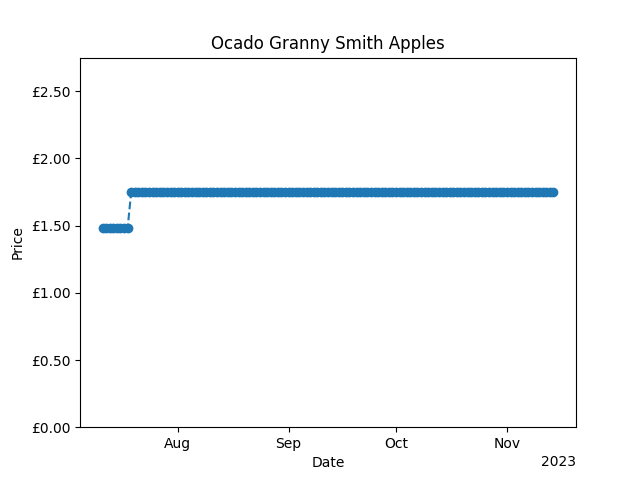 Ocado Granny Smith Apples
£2.50
£2.00
£1.50
£1.00
£0.50
£0.00
Price
Aug Sep Oct Nov
Date
2023